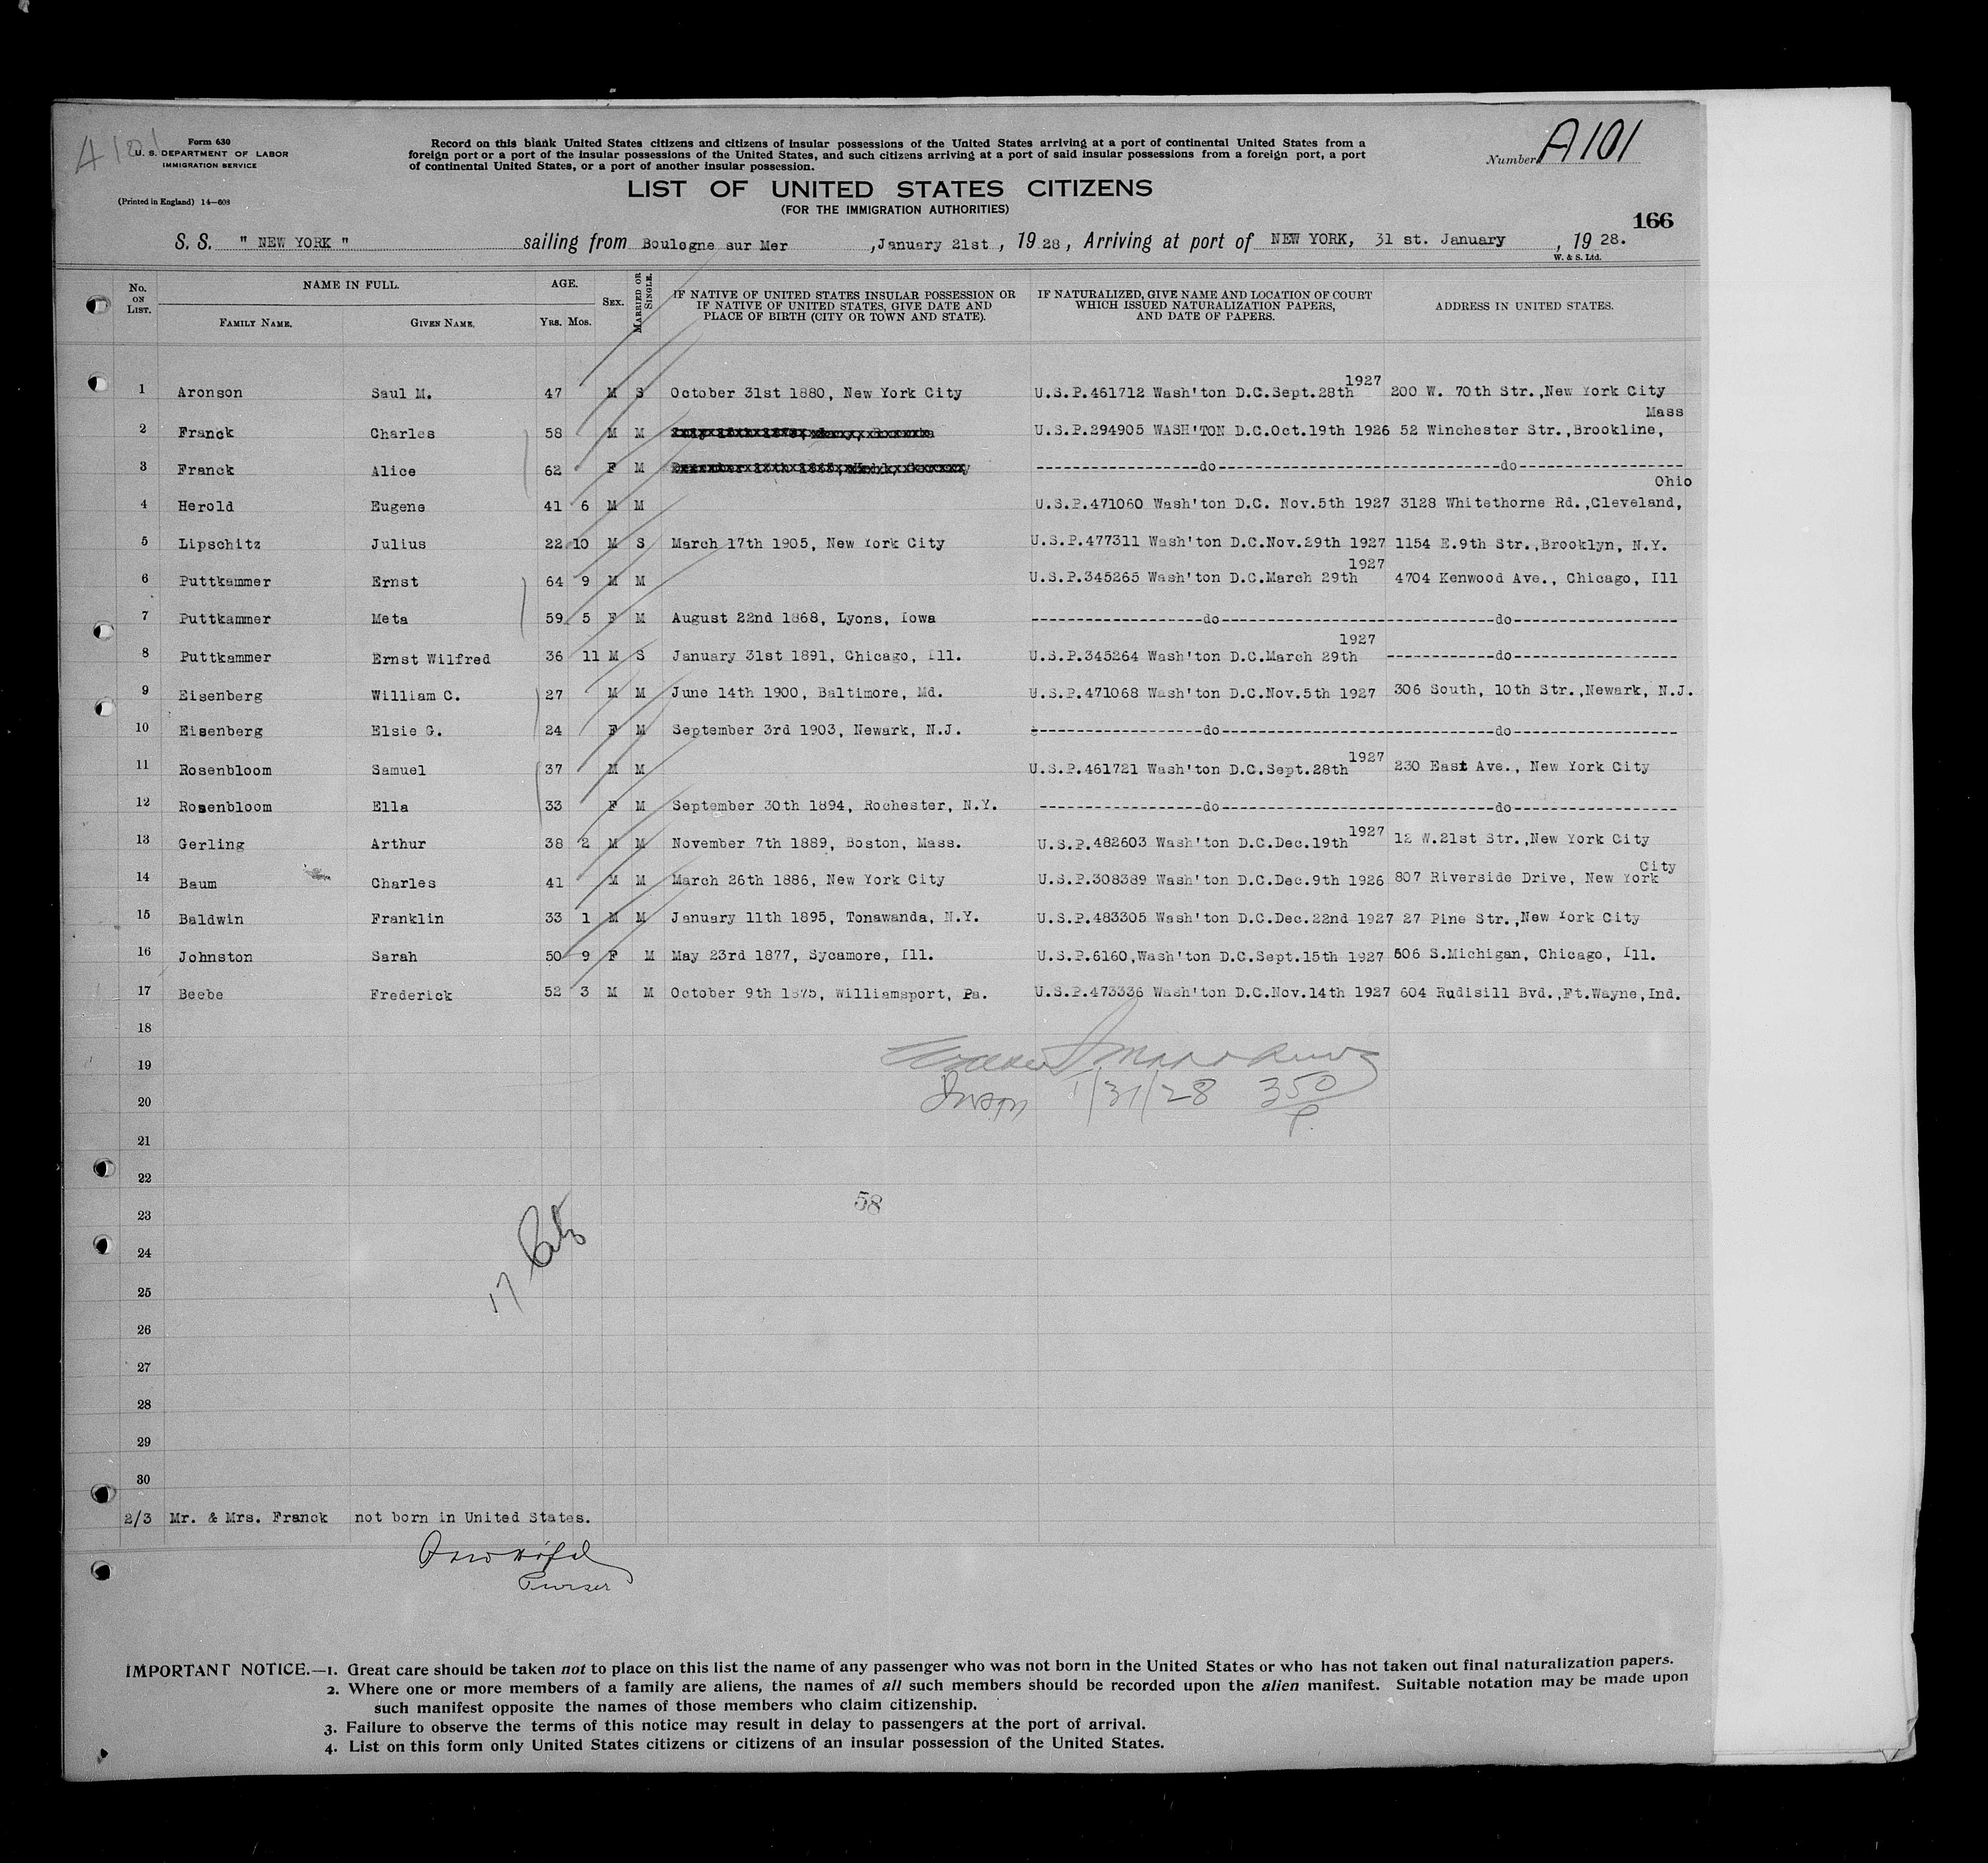 Form 630
U. S. DEPARTMENT OF LABOR
IMMIGRATION SERVICE
(Printed in England) 14—608
Record on this blank United States citizens and citizens of insular possessions of the United States arriving at a port of continental United States from a
foreign port or a port of the insular possessions of the United States, and such citizens arriving at a port of said insular possessions from a foreign port, a port
of continental United States, or a port of another insular possession.
Number A101
LIST OF UNITED STATES CITIZENS
(FOR THE IMMIGRATION AUTHORITIES)
166
S. S. " NEW YORK " sailing from Boulogne sur Mer , January 21st , 19 28 , Arriving at port of NEW YORK, 31 st. January , 19 28.
W. & S. Ltd.
No. ON LIST. NAME IN FULL. FAMILY NAME. GIVEN NAME. AGE. YRS. MOS. SEX. MARRIED OR SINGLE. IF NATIVE OF UNITED STATES INSULAR POSSESSION OR IF NATIVE OF UNITED STATES, GIVE DATE AND PLACE OF BIRTH (CITY OR TOWN AND STATE). IF NATURALIZED, GIVE NAME AND LOCATION OF COURT WHICH ISSUED NATURALIZATION PAPERS, AND DATE OF PAPERS. ADDRESS IN UNITED STATES.
1 Aronson Saul M. 47 M S October 31st 1880, New York City U.S.P.461712 Wash'ton D.C.Sept.28th 1927 200 W. 70th Str.,New York City
2 Franck Charles 58 M M U.S.P.294905 WASH'TON D.C.Oct.19th 1926 52 Winchester Str.,Brookline, Mass
3 Franck Alice 62 F M do do
4 Herold Eugene 41 6 M M U.S.P.471060 Wash'ton D.C. Nov.5th 1927 3128 Whitethorne Rd.,Cleveland, Ohio
5 Lipschitz Julius 22 10 M S March 17th 1905, New York City U.S.P.477311 Wash'ton D.C.Nov.29th 1927 1154 E.9th Str.,Brooklyn, N.Y.
6 Puttkammer Ernst 64 9 M M U.S.P.345265 Wash'ton D.C.March 29th 1927 4704 Kenwood Ave., Chicago, Ill
7 Puttkammer Meta 59 5 F M August 22nd 1868, Lyons, Iowa do do
8 Puttkammer Ernst Wilfred 36 11 M S January 31st 1891, Chicago, Ill. U.S.P.345264 Wash'ton D.C.March 29th 1927 do
9 Eisenberg William C. 27 M M June 14th 1900, Baltimore, Md. U.S.P.471068 Wash'ton D.C.Nov.5th 1927 306 South, 10th Str.,Newark, N.J.
10 Eisenberg Elsie G. 24 F M September 3rd 1903, Newark, N.J. do do
11 Rosenbloom Samuel 37 M M U.S.P.461721 Wash'ton D.C.Sept.28th 1927 230 East Ave., New York City
12 Rosenbloom Ella 33 F M September 30th 1894, Rochester, N.Y. do do
13 Gerling Arthur 38 2 M M November 7th 1889, Boston, Mass. U.S.P.482603 Wash'ton D.C.Dec.19th 1927 12 W.21st Str.,New York City
14 Baum Charles 41 M M March 26th 1886, New York City U.S.P.308389 Wash'ton D.C.Dec.9th 1926 807 Riverside Drive, New York City
15 Baldwin Franklin 33 1 M M January 11th 1895, Tonawanda, N.Y. U.S.P.483305 Wash'ton D.C.Dec.22nd 1927 27 Pine Str.,New York City
16 Johnston Sarah 50 9 F M May 23rd 1877, Sycamore, Ill. U.S.P.6160,Wash'ton D.C.Sept.15th 1927 506 S.Michigan, Chicago, Ill.
17 Beebe Frederick 52 3 M M October 9th 1875, Williamsport, Pa. U.S.P.473336 Wash'ton D.C.Nov.14th 1927 604 Rudisill Bvd.,Ft.Wayne,Ind.
18
19
20 1/31/28 350 P.
21
22
58
23
24
17
25
26
27
28
29
30
2/3 Mr. & Mrs. Franck not born in United States.
Purser
IMPORTANT NOTICE.—1. Great care should be taken not to place on this list the name of any passenger who was not born in the United States or who has not taken out final naturalization papers.
2. Where one or more members of a family are aliens, the names of all such members should be recorded upon the alien manifest. Suitable notation may be made upon
such manifest opposite the names of those members who claim citizenship.
3. Failure to observe the terms of this notice may result in delay to passengers at the port of arrival.
4. List on this form only United States citizens or citizens of an insular possession of the United States.